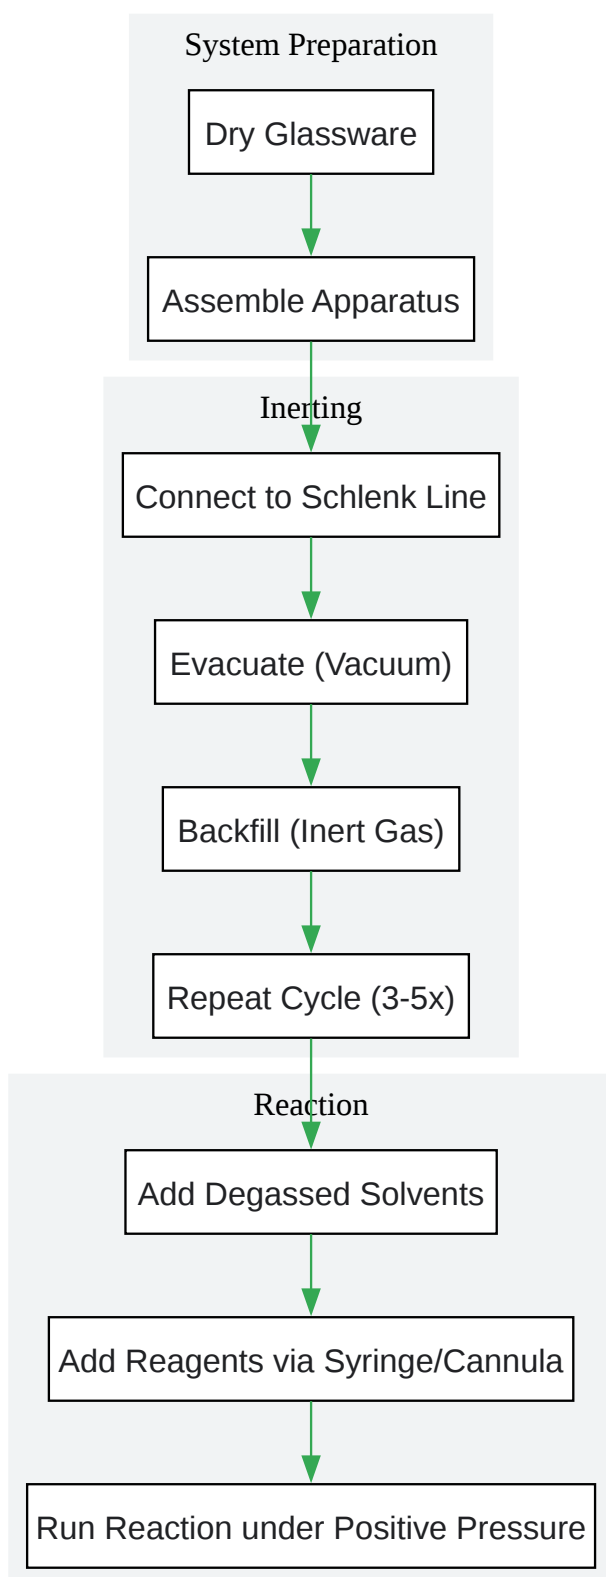 System Preparation
Dry Glassware
Assemble Apparatus
Inerting
Connect to Schlenk Line
Evacuate (Vacuum)
Backfill (Inert Gas)
Repeat Cycle (3-5x)
Reaction
Add Degassed Solvents
Add Reagents via Syringe/Cannula
Run Reaction under Positive Pressure